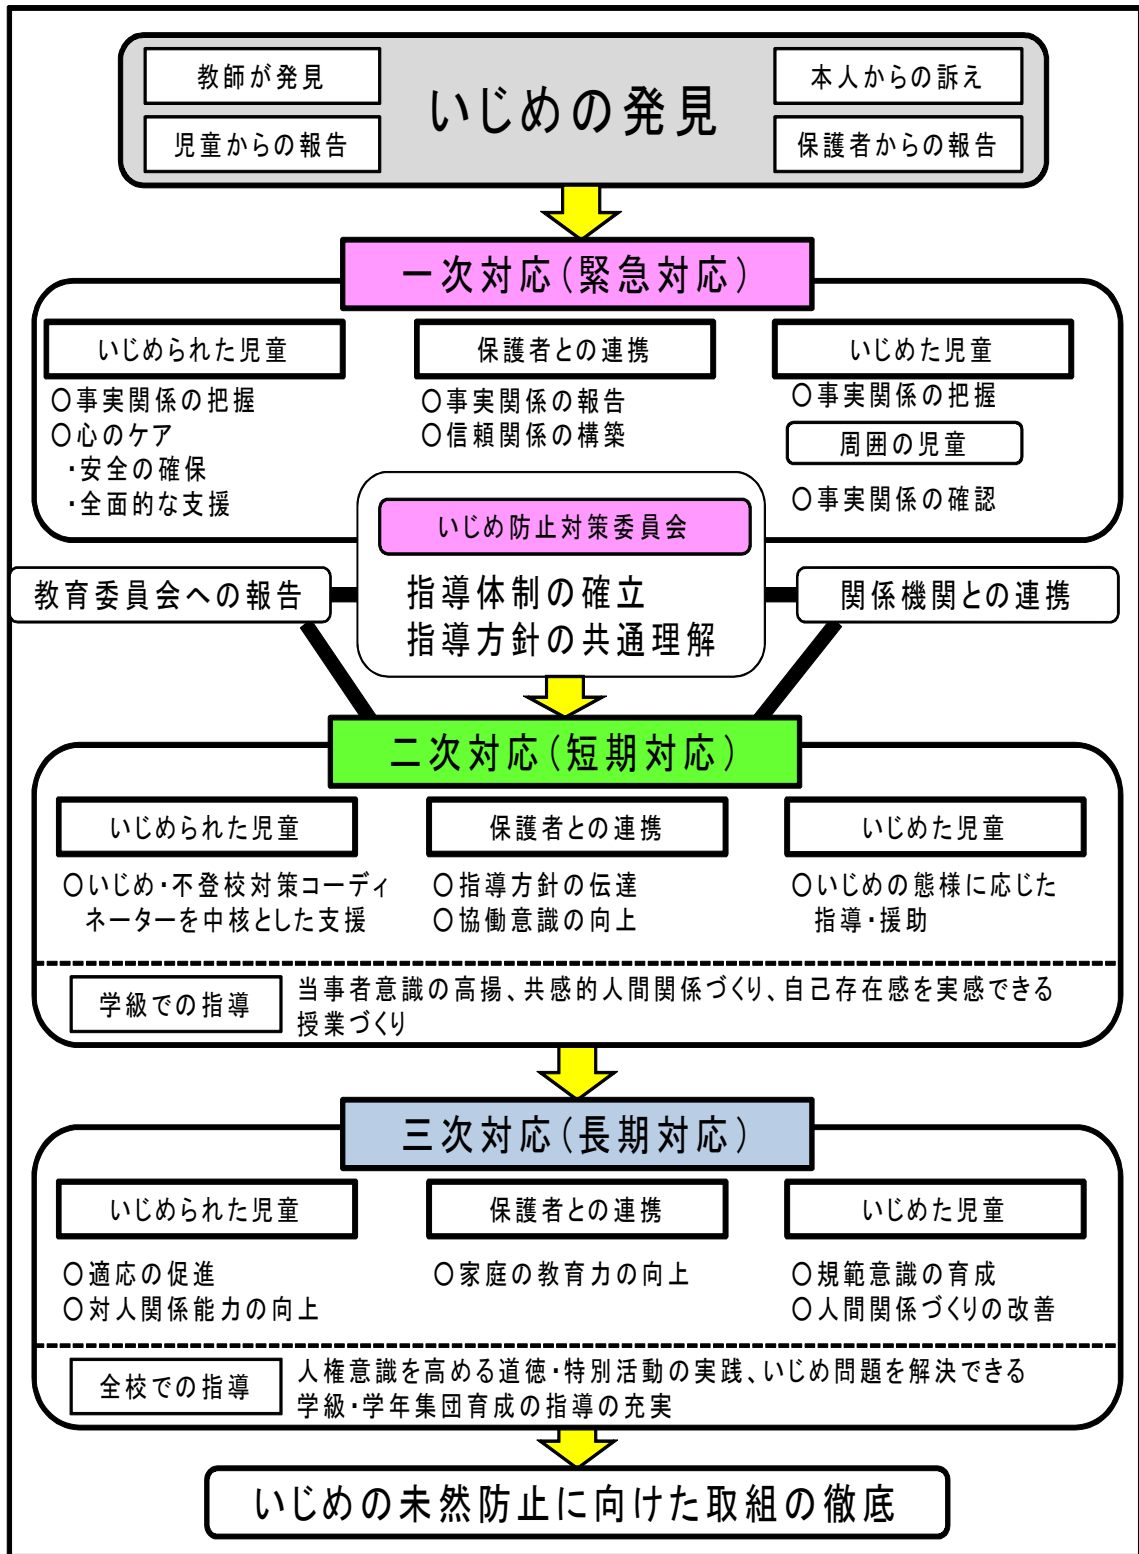 教師が発見
児童からの報告
いじめの発見
本人からの訴え
保護者からの報告
一次対応(緊急対応)
いじめられた児童
○事実関係の把握
○心のケア
・安全の確保
・全面的な支援
保護者との連携
○事実関係の報告
○信頼関係の構築
いじめた児童
○事実関係の把握
周囲の児童
○事実関係の確認
いじめ防止対策委員会
指導体制の確立
指導方針の共通理解
教育委員会への報告
関係機関との連携
二次対応(短期対応)
いじめられた児童
○いじめ・不登校対策コーディ
ネーターを中核とした支援
保護者との連携
○指導方針の伝達
○協働意識の向上
いじめた児童
○いじめの態様に応じた
指導・援助
学級での指導
当事者意識の高揚、共感的人間関係づくり、自己存在感を実感できる
授業づくり
三次対応(長期対応)
いじめられた児童
○適応の促進
○対人関係能力の向上
保護者との連携
○家庭の教育力の向上
いじめた児童
○規範意識の育成
○人間関係づくりの改善
全校での指導
人権意識を高める道徳・特別活動の実践、いじめ問題を解決できる
学級・学年集団育成の指導の充実
いじめの未然防止に向けた取組の徹底